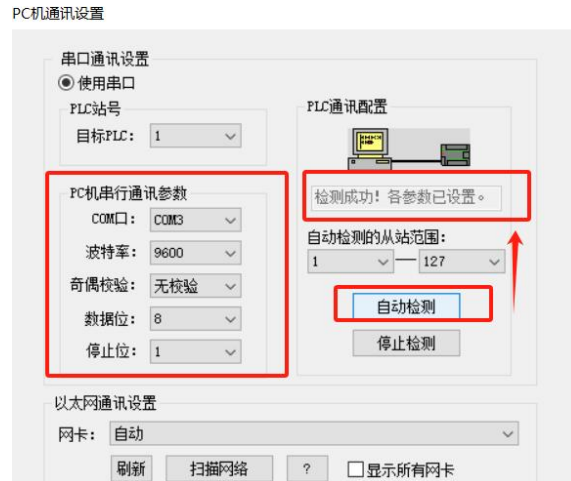 PC机通讯设置
串口通讯设置
使用串口
PLC站号
目标PLC: 1
PC机串行通讯参数
COM口: COM3
波特率: 9600
奇偶校验: 无校验
数据位: 8
停止位: 1
PLC通讯配置
检测成功! 各参数已设置。
自动检测的从站范围:
1 — 127
自动检测
停止检测
以太网通讯设置
网卡: 自动
刷新 扫描网络 ? 显示所有网卡